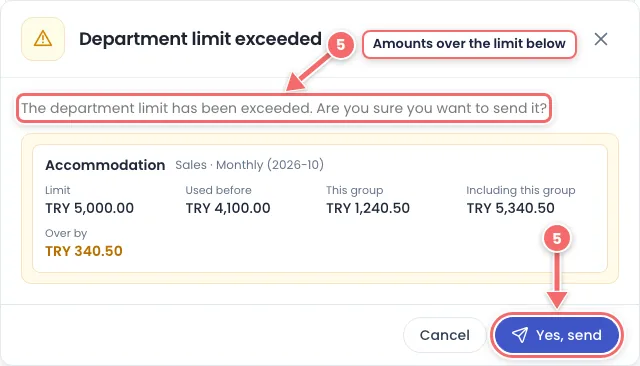 Department limit exceeded
5
Amounts over the limit below
The department limit has been exceeded. Are you sure you want to send it?
Accommodation Sales · Monthly (2026-10)
Limit Used before This group Including this group
TRY 5,000.00 TRY 4,100.00 TRY 1,240.50 TRY 5,340.50
Over by
TRY 340.50
5
Cancel Yes, send